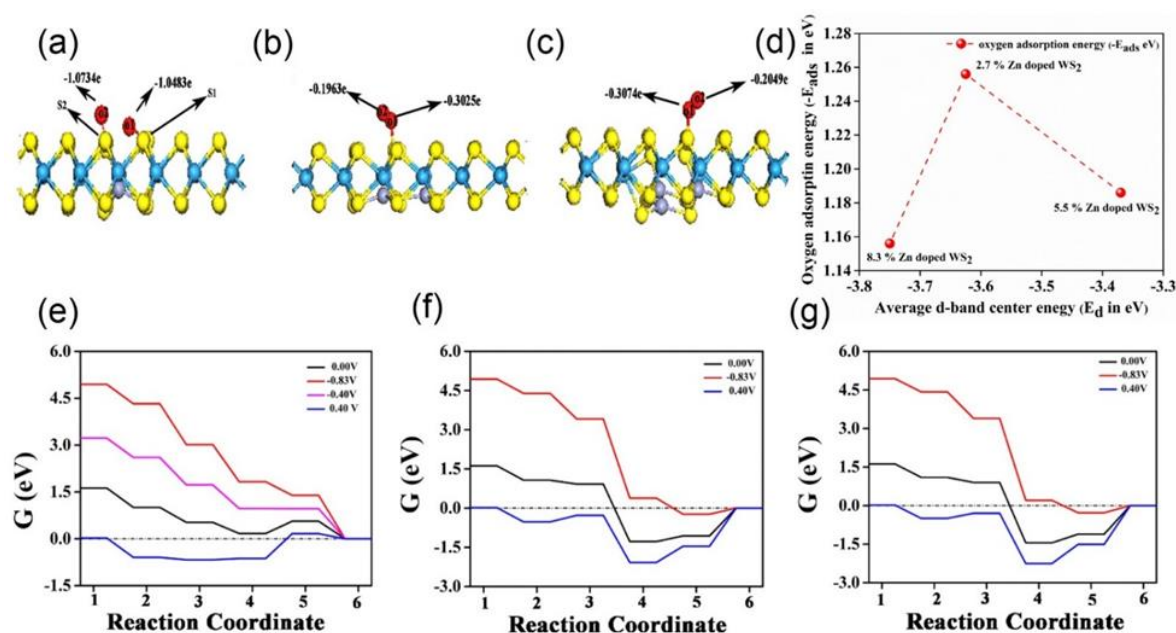 (a)
-1.0734e
-1.0483e
S2
S1
(b)
-0.1963e
-0.3025e
(c)
-0.3074e
-0.2049e
(d)
Oxygen adsorptin energy (-Eads in eV)
1.28
1.26
1.24
1.22
1.20
1.18
1.16
1.14
oxygen adsorption energy (-Eads eV)
2.7 % Zn doped WS2
5.5 % Zn doped WS2
8.3 % Zn doped WS2
-3.8 -3.7 -3.6 -3.5 -3.4 -3.3
Average d-band center enegy (Ed in eV)
(e)
G (eV)
6.0
4.5
3.0
1.5
0.0
-1.5
0.00V
-0.83V
-0.40V
0.40 V
1 2 3 4 5 6
Reaction Coordinate
(f)
G (eV)
6.0
4.5
3.0
1.5
0.0
-1.5
-3.0
0.00V
-0.83V
0.40V
1 2 3 4 5 6
Reaction Coordinate
(g)
G (eV)
6.0
4.5
3.0
1.5
0.0
-1.5
-3.0
0.00V
-0.83V
0.40V
1 2 3 4 5 6
Reaction Coordinate